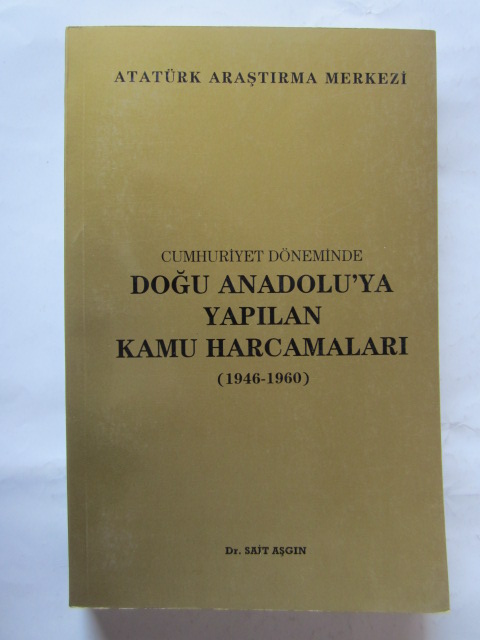 ATATÜRK ARAŞTIRMA MERKEZİ
CUMHURİYET DÖNEMİNDE
DOĞU ANADOLU'YA
YAPILAN
KAMU HARCAMALARI
(1946-1960)
Dr. SAİT AŞGIN